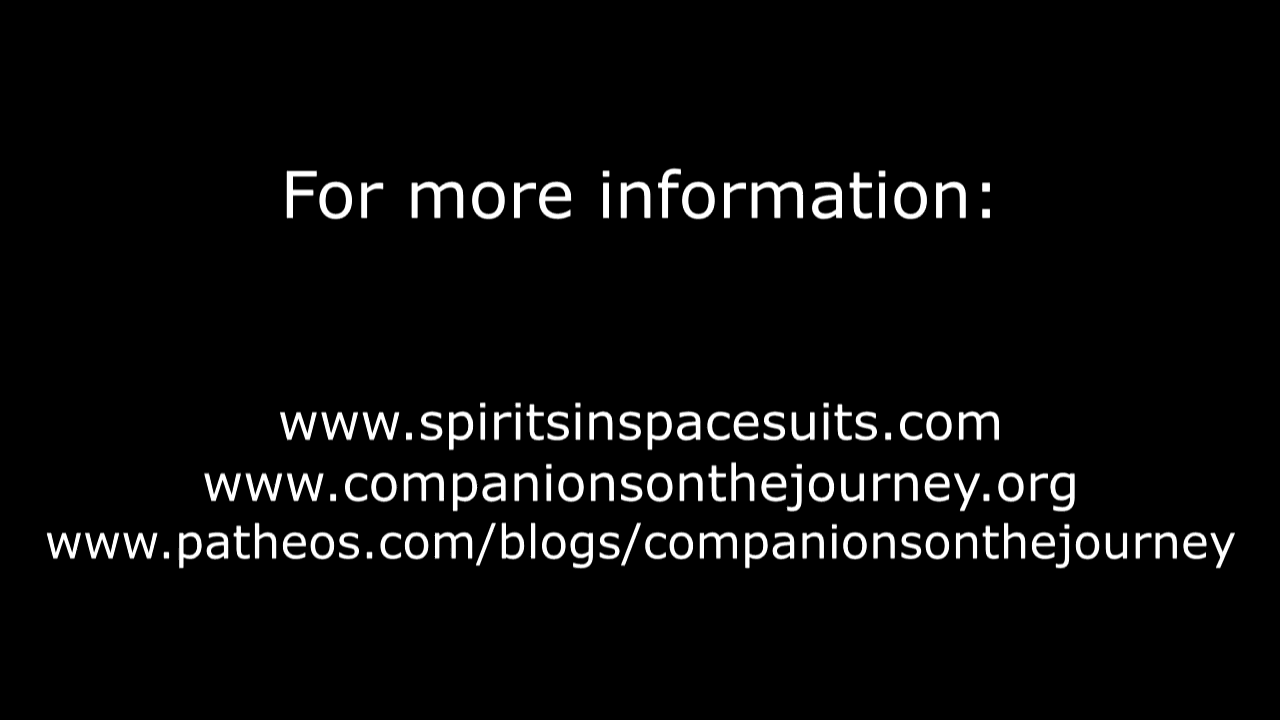 For more information:
www.spiritsinspacesuits.com
www.companionsonthejourney.org
www.patheos.com/blogs/companionsonthejourney